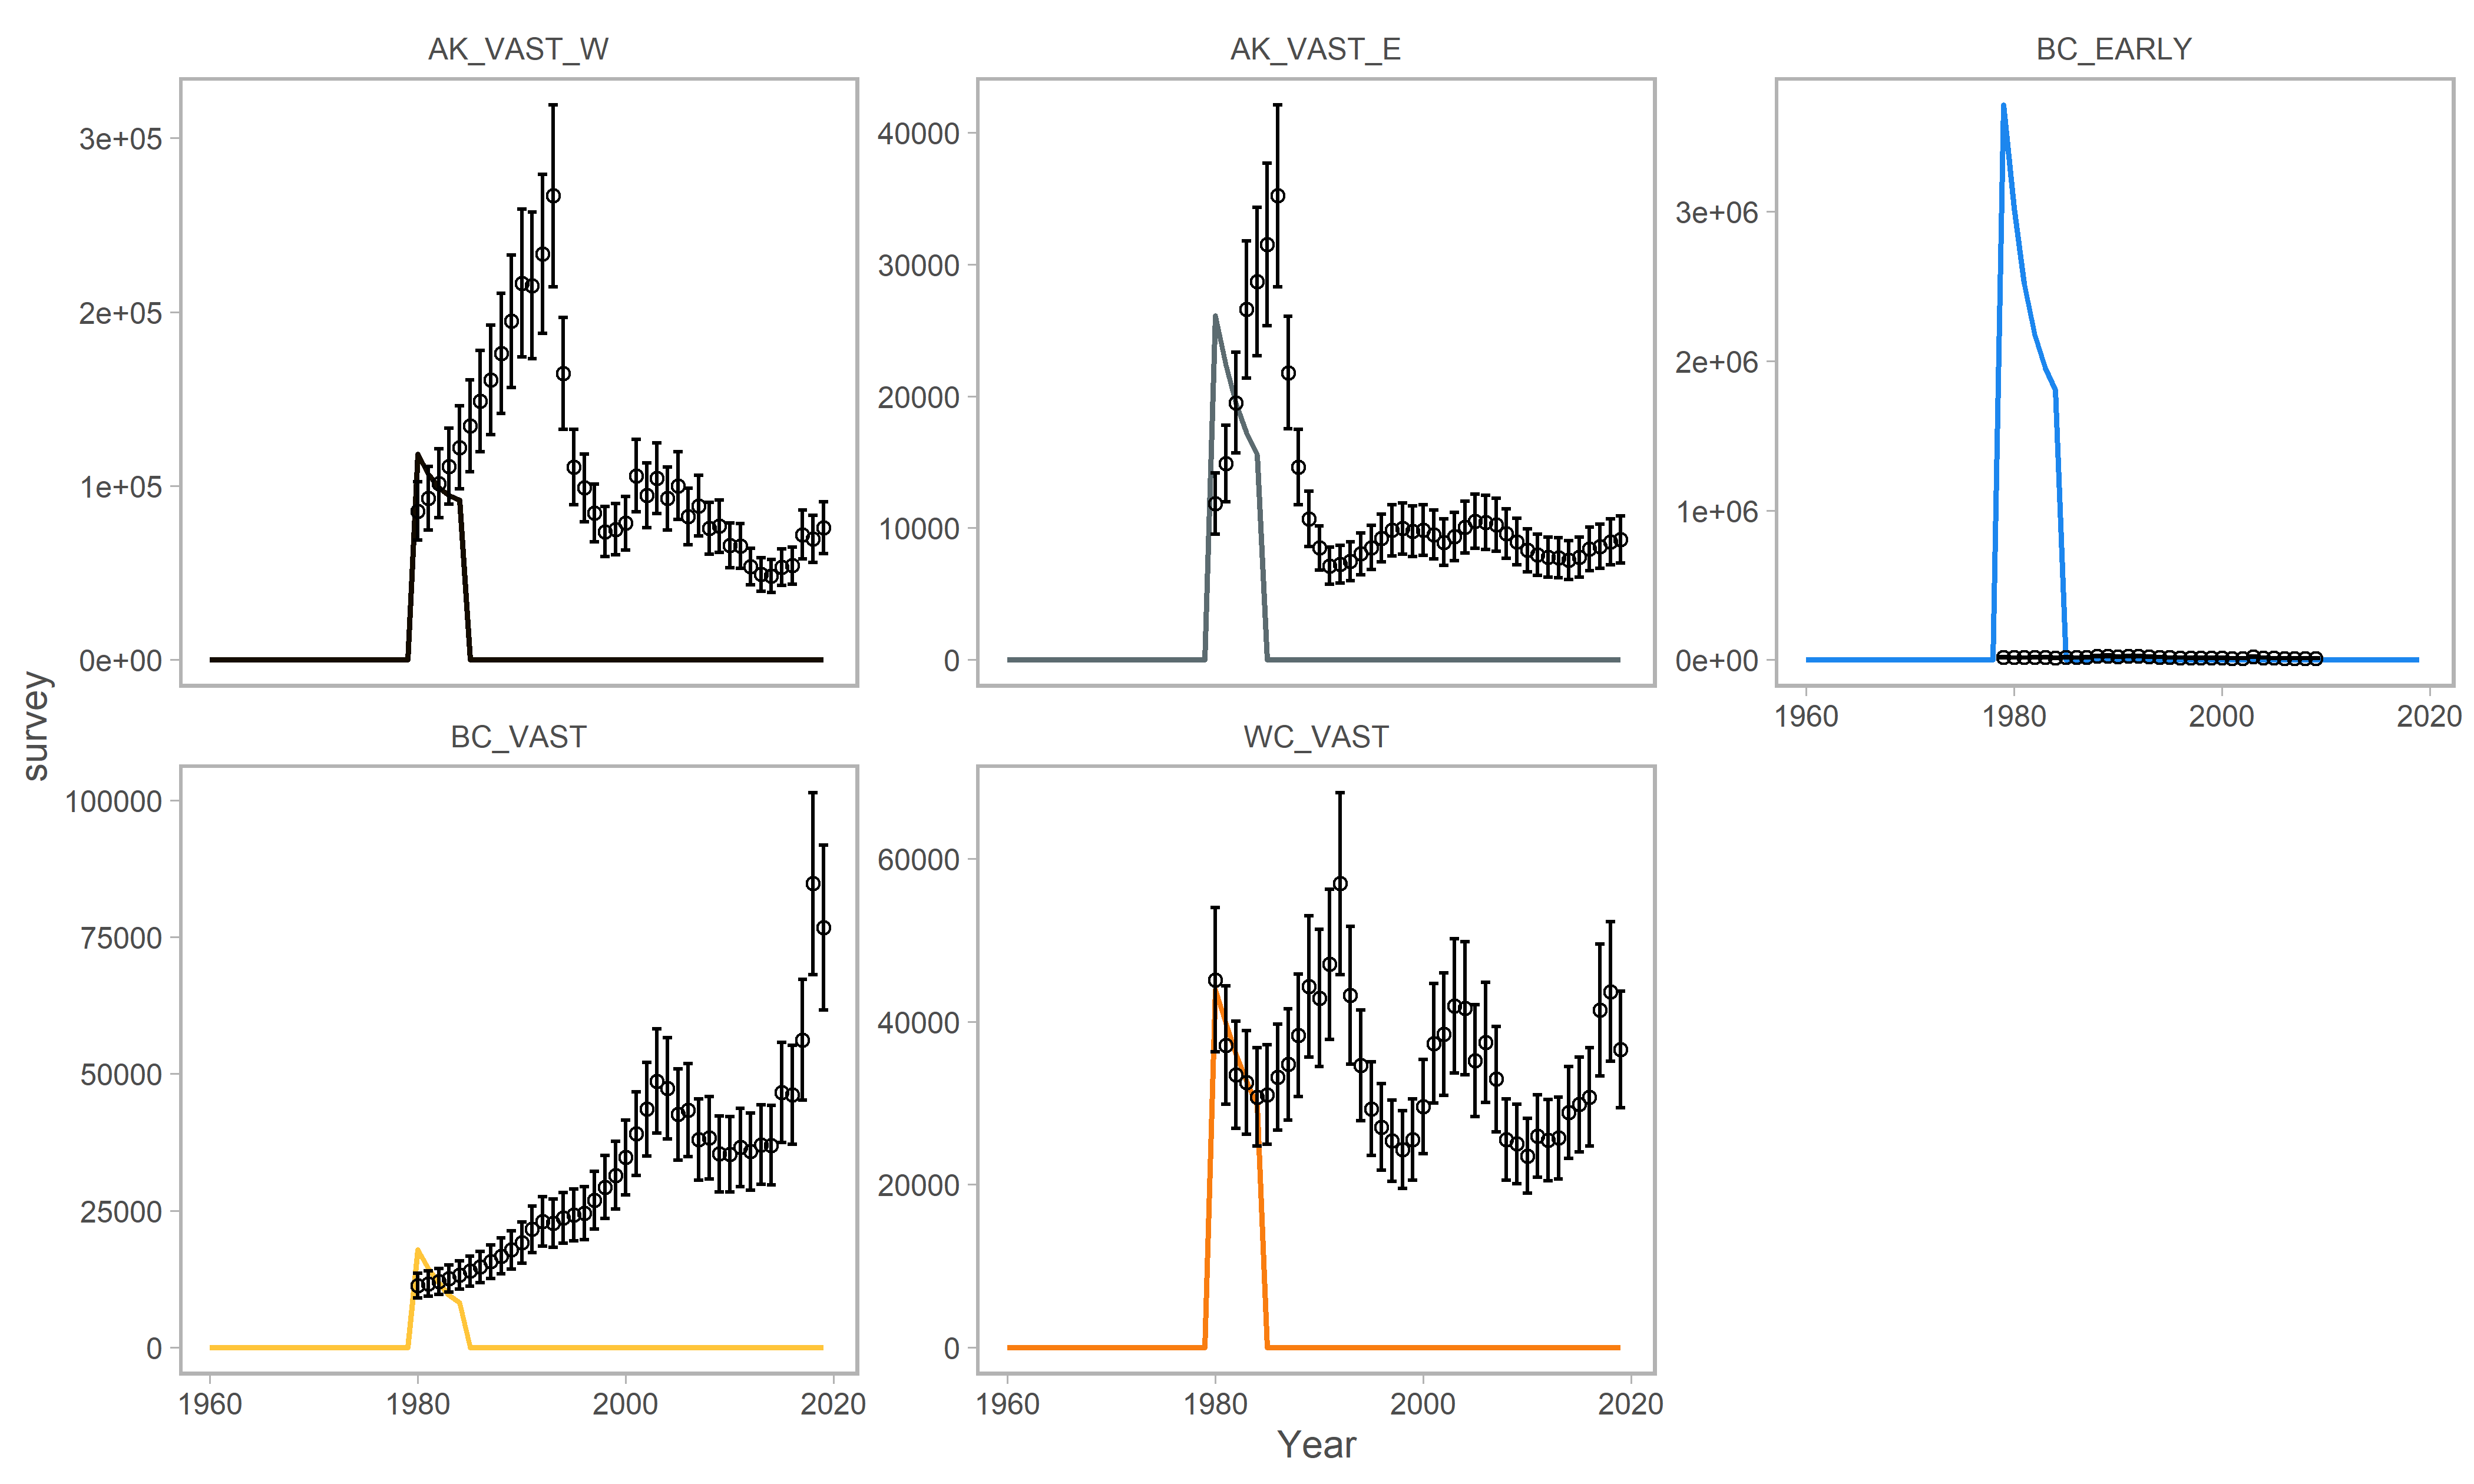 AK_VAST_W
AK_VAST_E
BC_EARLY
3e+05
2e+05
1e+05
0e+00
40000
30000
20000
10000
0
3e+06
2e+06
1e+06
0e+00
1960 1980 2000 2020
survey
BC_VAST
WC_VAST
100000
75000
50000
25000
0
60000
40000
20000
0
1960 1980 2000 2020
1960 1980 2000 2020
Year